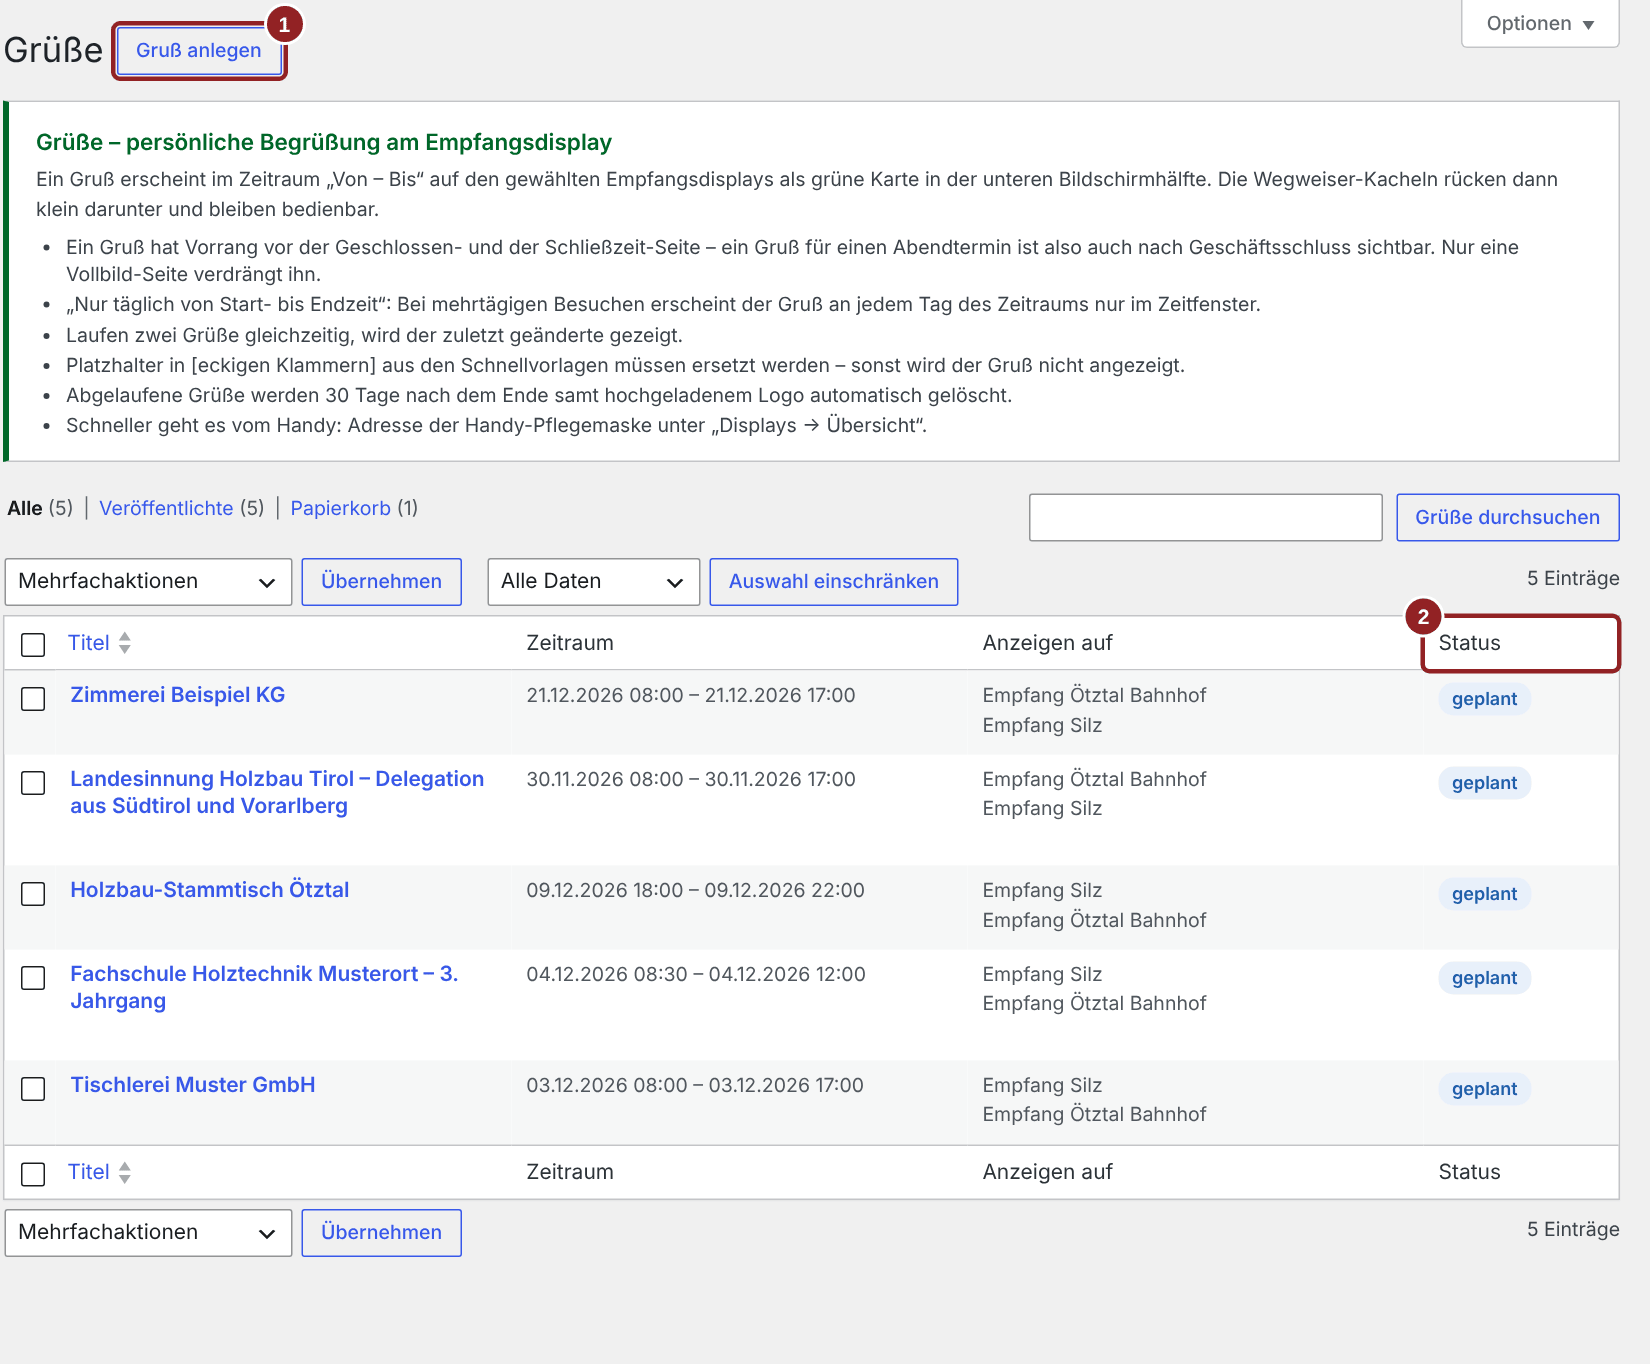 Grüße
Gruß anlegen
1
Optionen
Grüße – persönliche Begrüßung am Empfangsdisplay
Ein Gruß erscheint im Zeitraum „Von – Bis“ auf den gewählten Empfangsdisplays als grüne Karte in der unteren Bildschirmhälfte. Die Wegweiser-Kacheln rücken dann
klein darunter und bleiben bedienbar.
• Ein Gruß hat Vorrang vor der Geschlossen- und der Schließzeit-Seite – ein Gruß für einen Abendtermin ist also auch nach Geschäftsschluss sichtbar. Nur eine
Vollbild-Seite verdrängt ihn.
• „Nur täglich von Start- bis Endzeit“: Bei mehrtägigen Besuchen erscheint der Gruß an jedem Tag des Zeitraums nur im Zeitfenster.
• Laufen zwei Grüße gleichzeitig, wird der zuletzt geänderte gezeigt.
• Platzhalter in [eckigen Klammern] aus den Schnellvorlagen müssen ersetzt werden – sonst wird der Gruß nicht angezeigt.
• Abgelaufene Grüße werden 30 Tage nach dem Ende samt hochgeladenem Logo automatisch gelöscht.
• Schneller geht es vom Handy: Adresse der Handy-Pflegemaske unter „Displays → Übersicht“.
Alle (5) | Veröffentlichte (5) | Papierkorb (1)
Grüße durchsuchen
Mehrfachaktionen
Übernehmen
Alle Daten
Auswahl einschränken
5 Einträge
2
Titel
Zeitraum
Anzeigen auf
Status
Zimmerei Beispiel KG
21.12.2026 08:00 – 21.12.2026 17:00
Empfang Ötztal Bahnhof
Empfang Silz
geplant
Landesinnung Holzbau Tirol – Delegation
aus Südtirol und Vorarlberg
30.11.2026 08:00 – 30.11.2026 17:00
Empfang Ötztal Bahnhof
Empfang Silz
geplant
Holzbau-Stammtisch Ötztal
09.12.2026 18:00 – 09.12.2026 22:00
Empfang Silz
Empfang Ötztal Bahnhof
geplant
Fachschule Holztechnik Musterort – 3.
Jahrgang
04.12.2026 08:30 – 04.12.2026 12:00
Empfang Silz
Empfang Ötztal Bahnhof
geplant
Tischlerei Muster GmbH
03.12.2026 08:00 – 03.12.2026 17:00
Empfang Silz
Empfang Ötztal Bahnhof
geplant
Titel
Zeitraum
Anzeigen auf
Status
Mehrfachaktionen
Übernehmen
5 Einträge